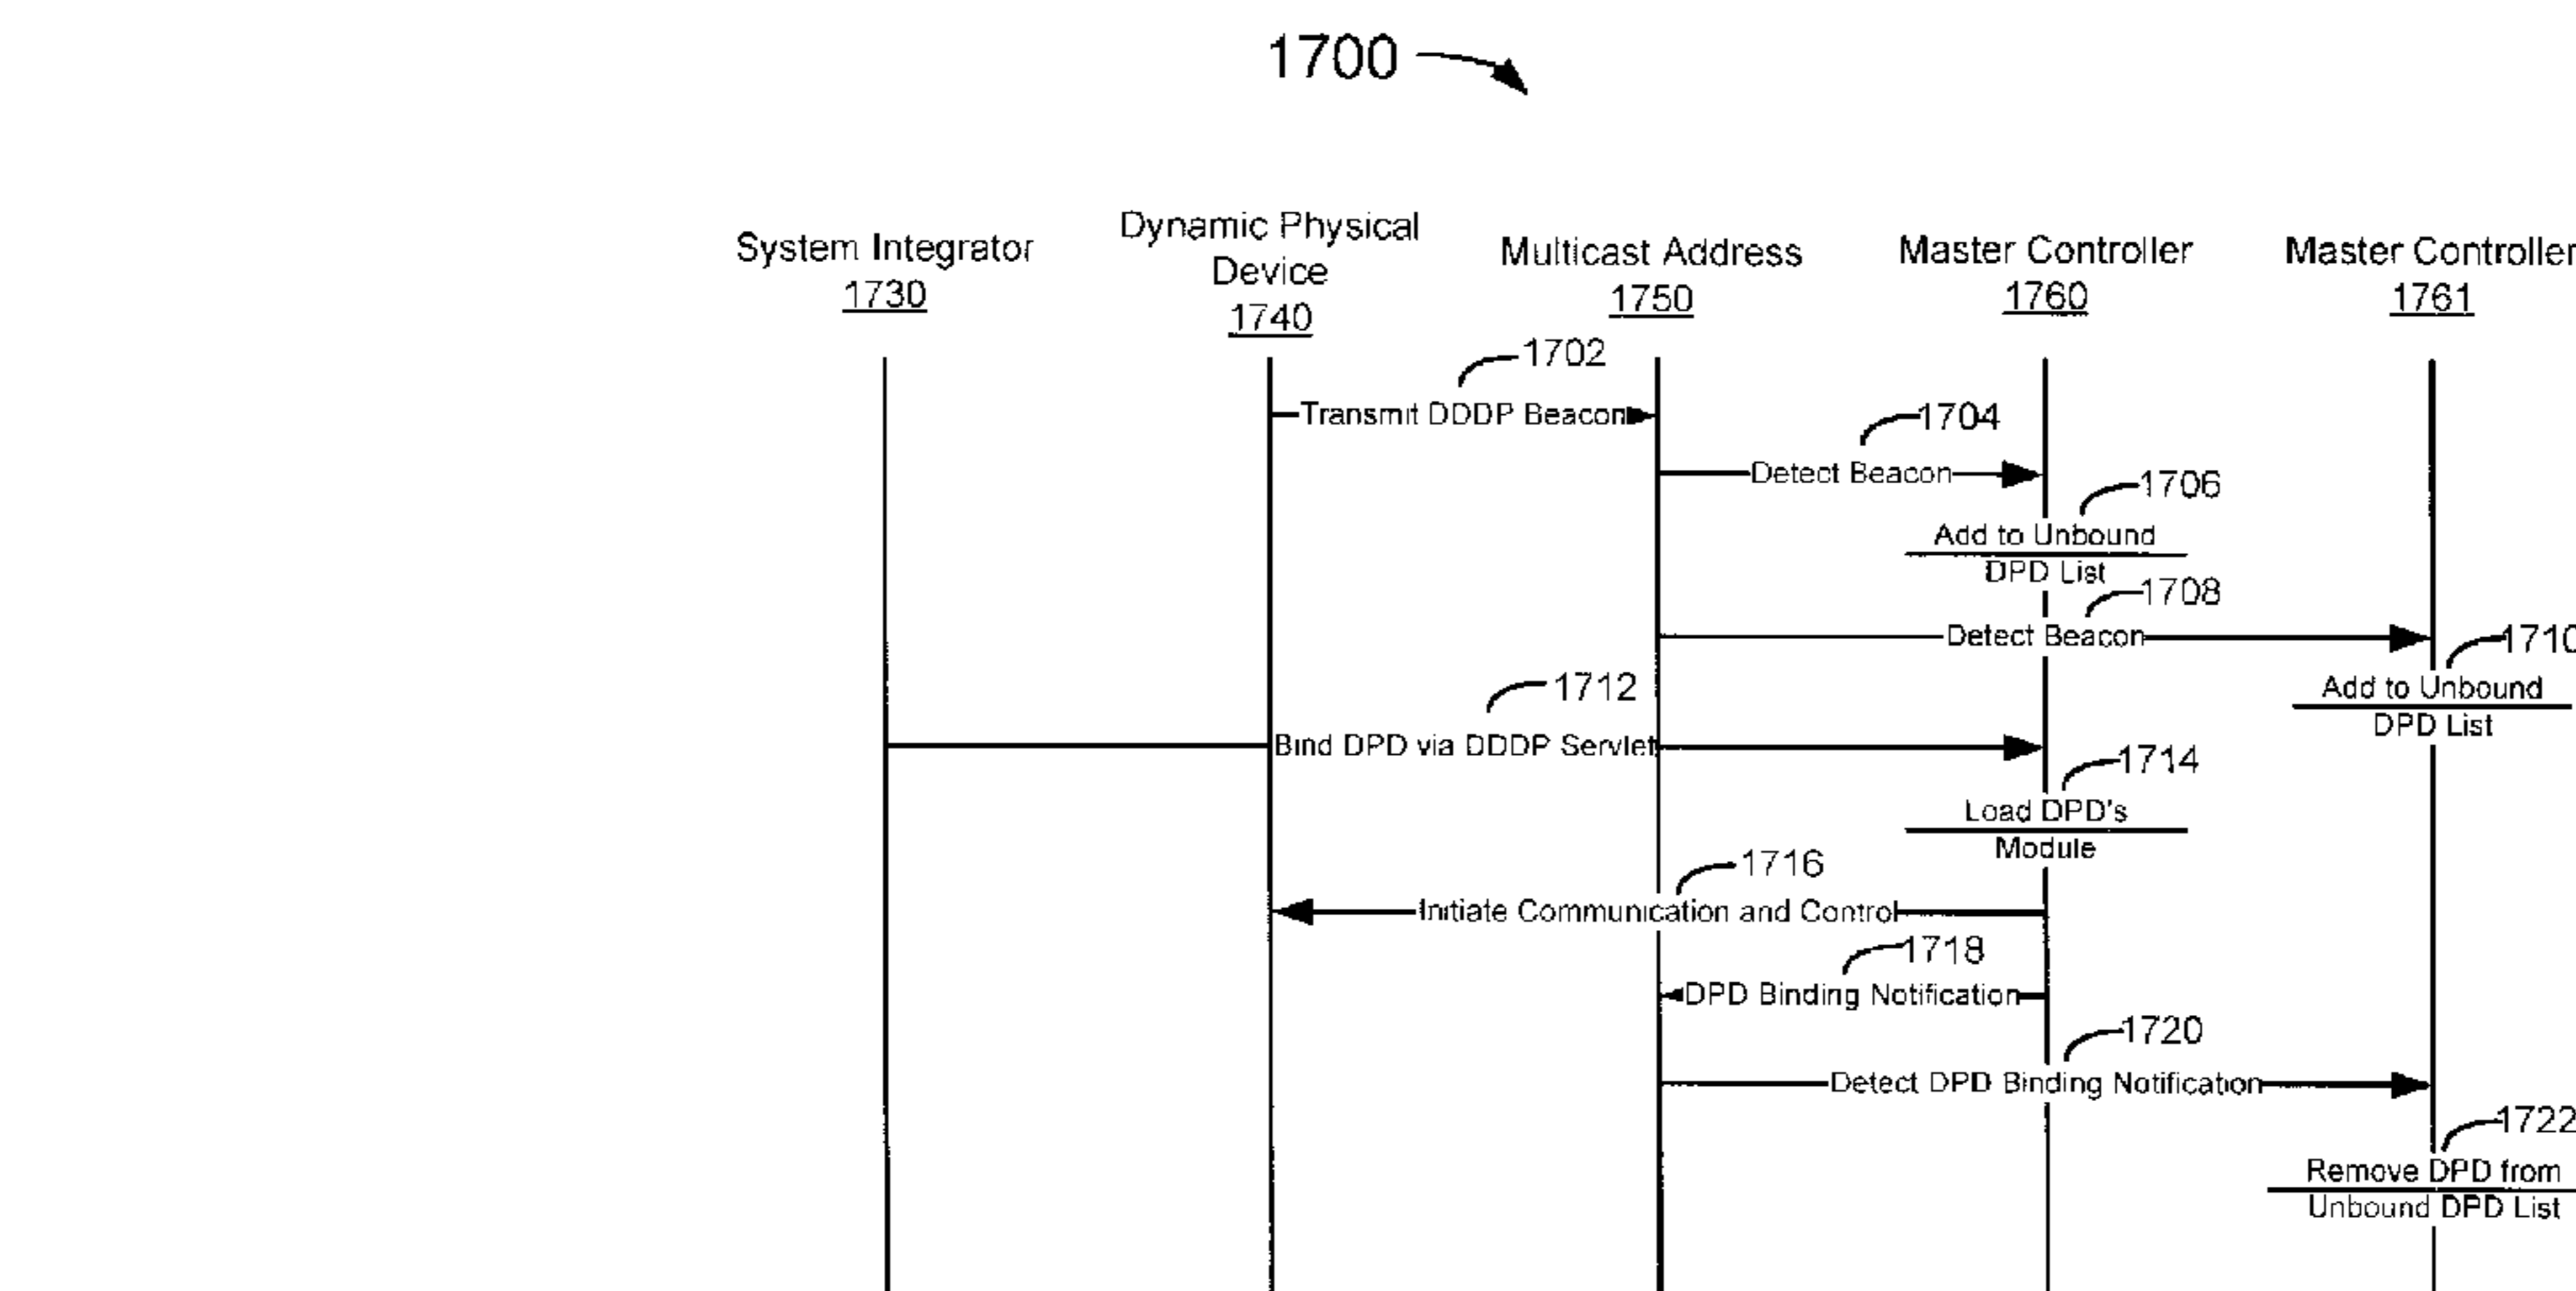 1700
System Integrator
1730
Dynamic Physical
Device
1740
Multicast Address
1750
Master Controller
1760
Master Controller
1761
1702
Transmit DDDP Beacon
1704
Detect Beacon
1706
Add to Unbound
DPD List
1708
Detect Beacon
1710
Add to Unbound
DPD List
1712
Bind DPD via DDDP Servlet
1714
Load DPD's
Module
1716
Initiate Communication and Control
1718
DPD Binding Notification
1720
Detect DPD Binding Notification
1722
Remove DPD from
Unbound DPD List